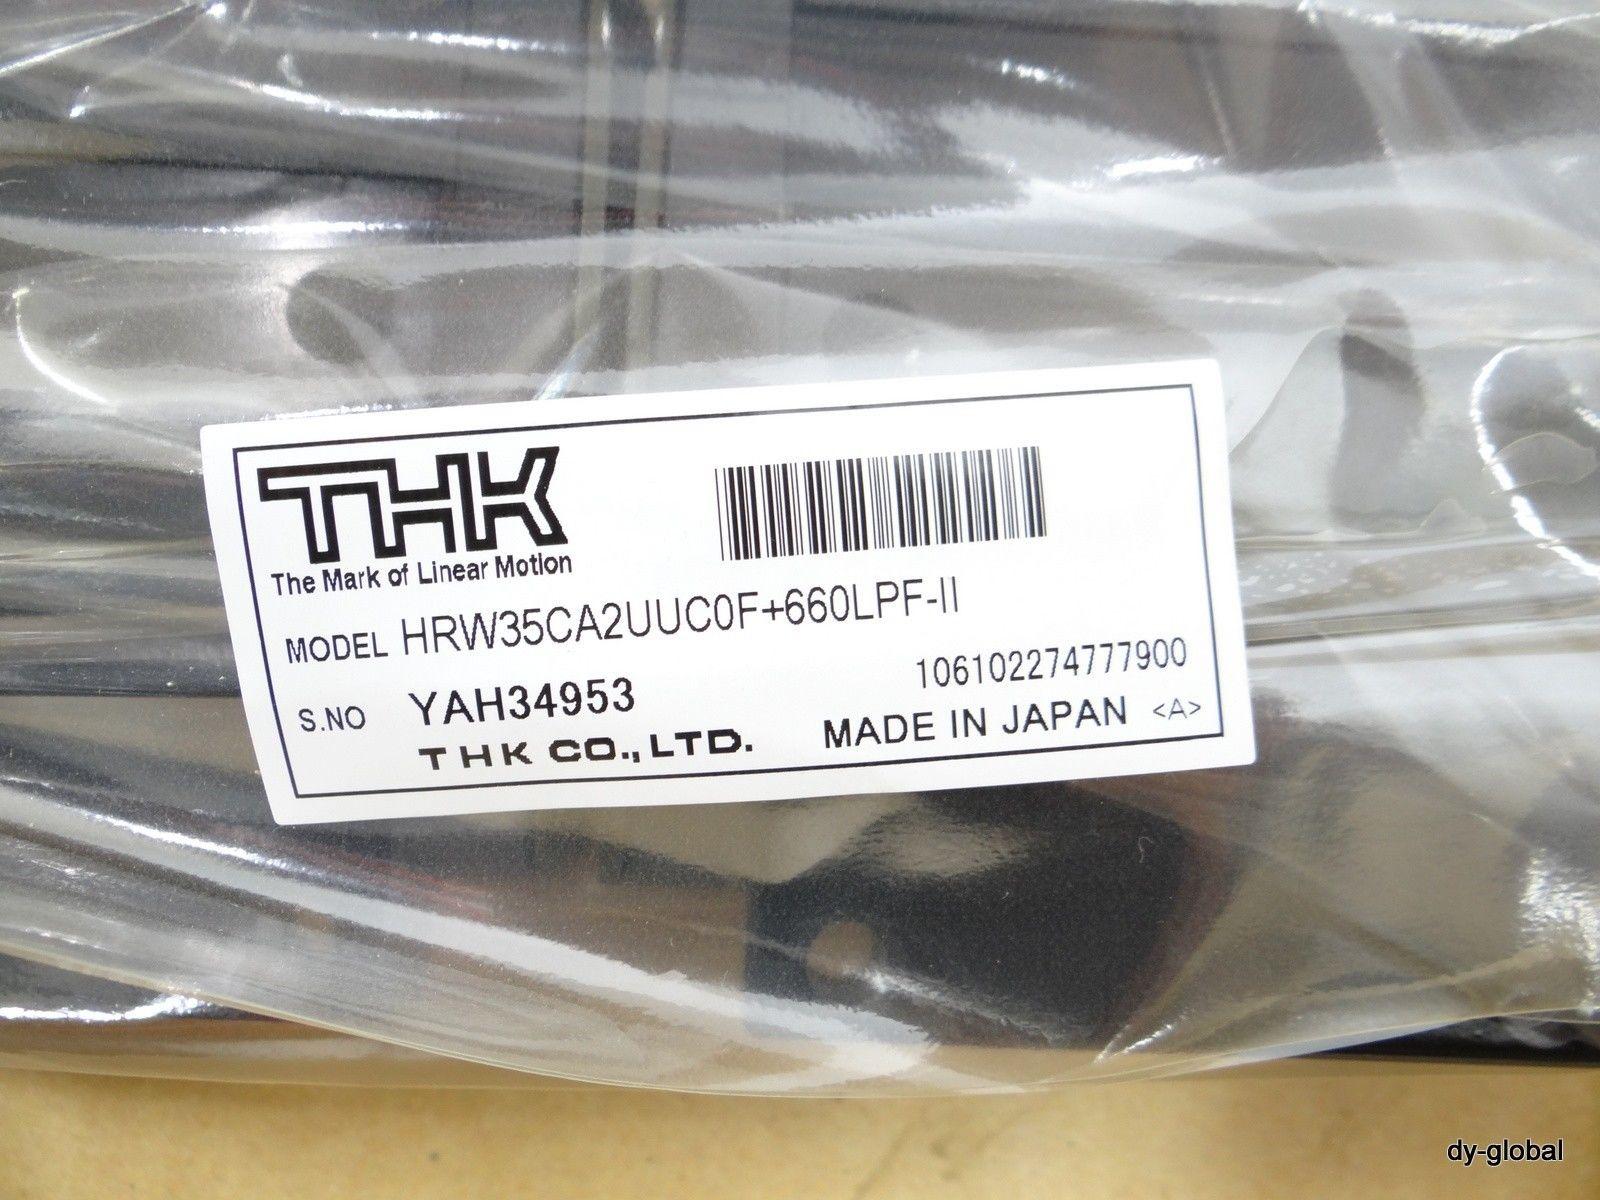 THK
The Mark of Linear Motion
MODEL HRW35CA2UUC0F+660LPF-II
106102274777900
S.NO YAH34953
THK CO., LTD. MADE IN JAPAN <A>
dy-global